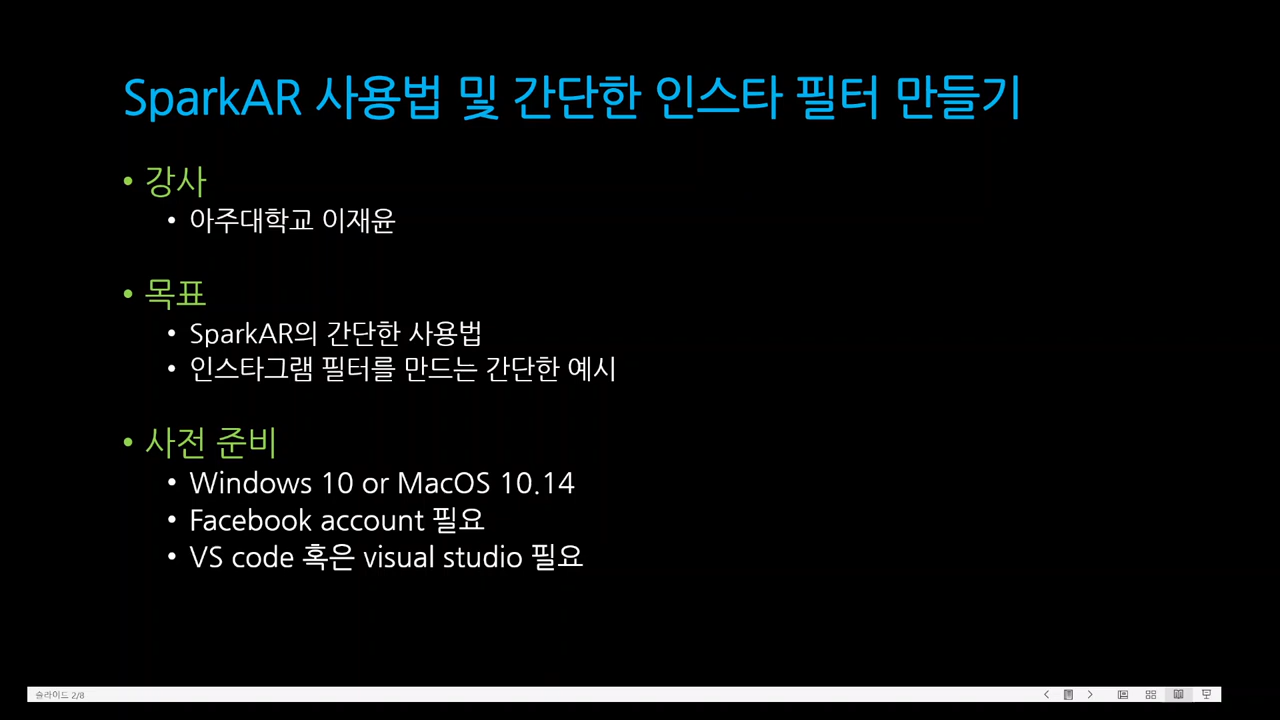 SparkAR 사용법 및 간단한 인스타 필터 만들기
• 강사
• 아주대학교 이재윤
• 목표
• SparkAR의 간단한 사용법
• 인스타그램 필터를 만드는 간단한 예시
• 사전 준비
• Windows 10 or MacOS 10.14
• Facebook account 필요
• VS code 혹은 visual studio 필요
슬라이드 2/8